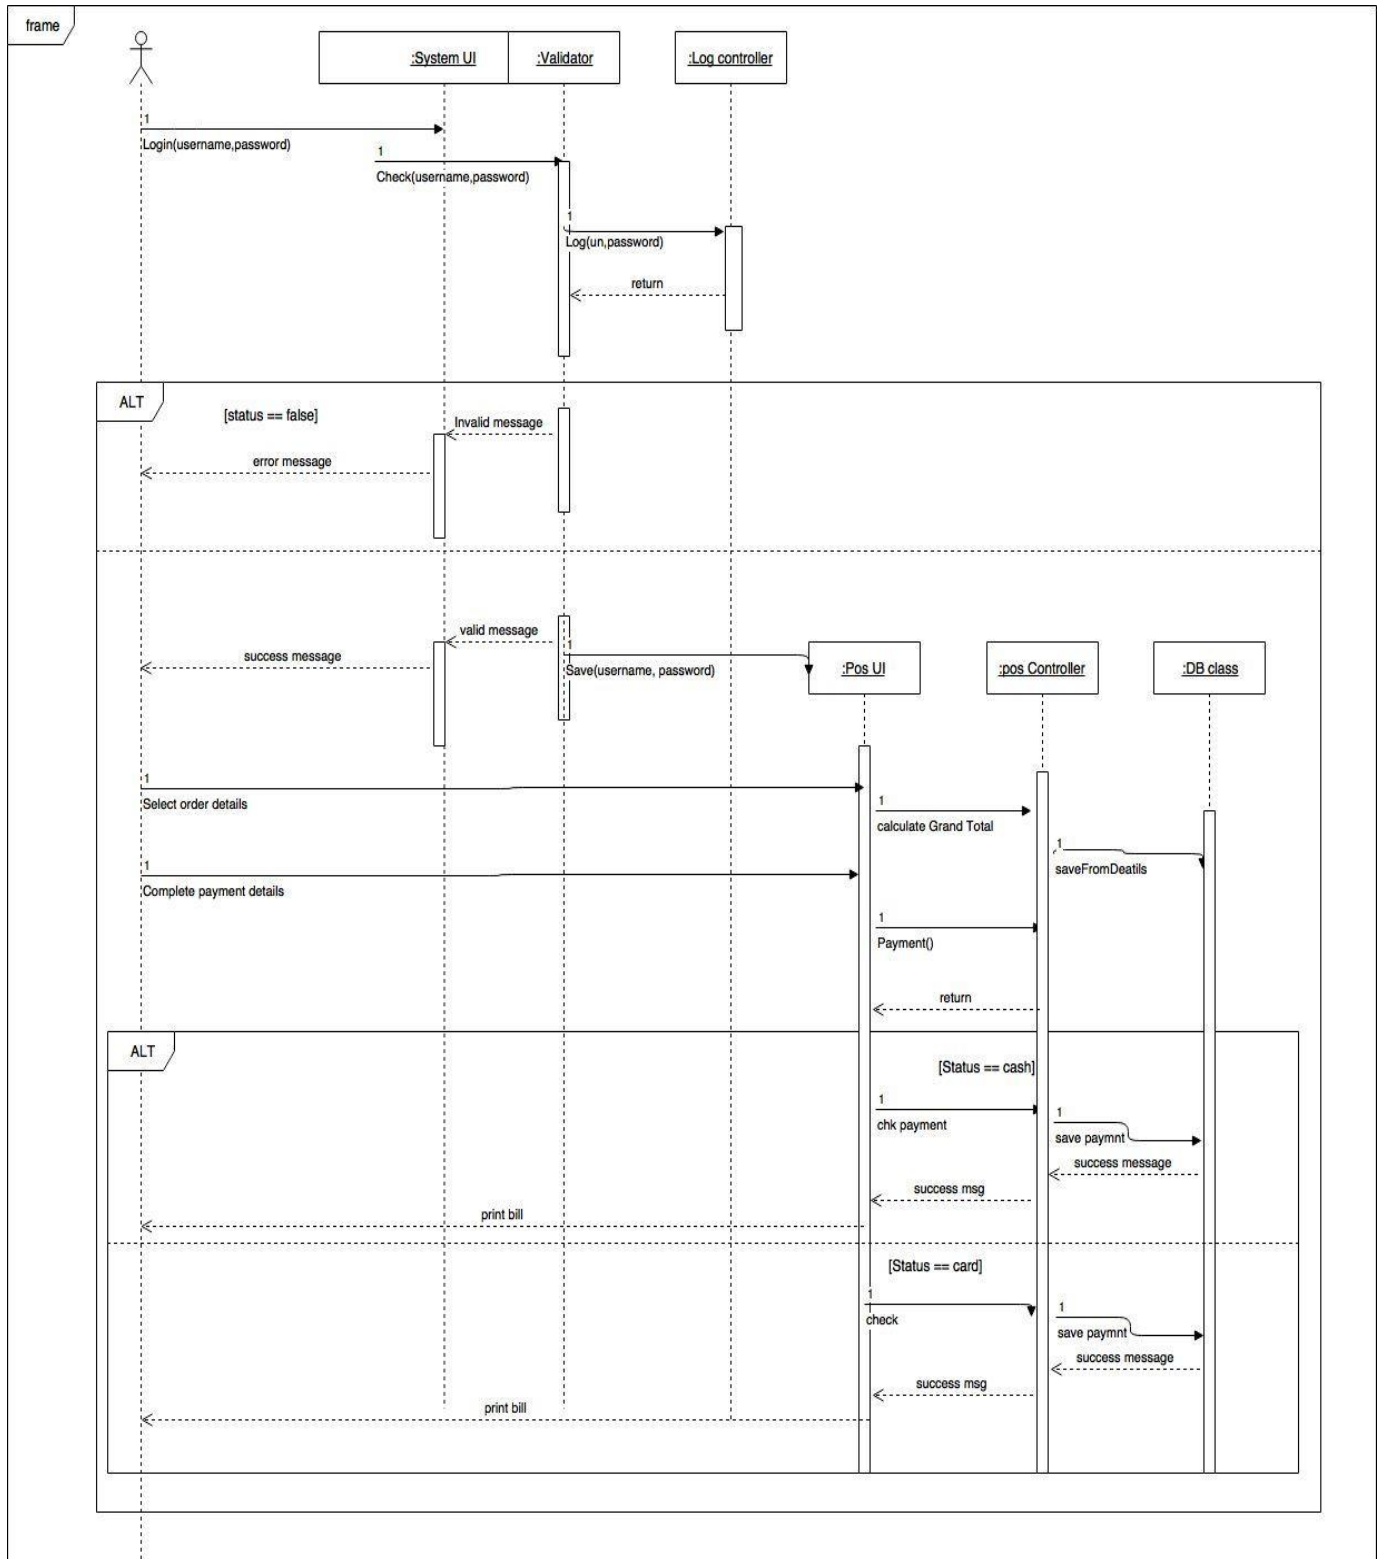 frame
:System UI
:Validator
:Log controller
1
Login(username,password)
1
Check(username,password)
1
Log(un,password)
return
ALT
[status == false]
Invalid message
error message
valid message
success message
1
Save(username, password)
:Pos UI
:pos Controller
:DB class
1
Select order details
1
calculate Grand Total
1
saveFromDeatils
1
Complete payment details
1
Payment()
return
ALT
[Status == cash]
1
chk payment
1
save paymnt
success message
success msg
print bill
[Status == card]
1
check
1
save paymnt
success message
success msg
print bill